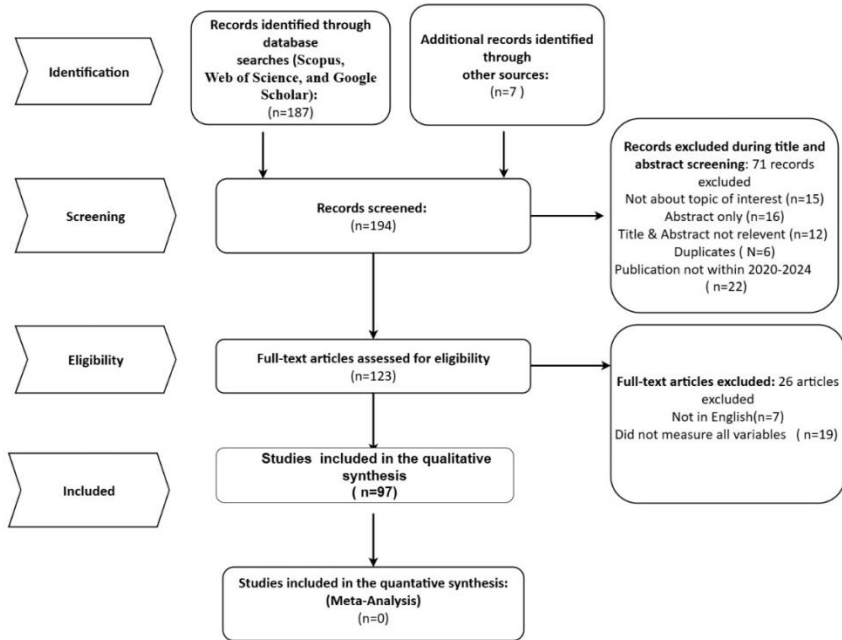 Identification
Records identified through
database
searches (Scopus,
Web of Science, and Google
Scholar):
(n=187)
Additional records identified
through
other sources:
(n=7 )
Screening
Records screened:
(n=194)
Records excluded during title and
abstract screening: 71 records
excluded
Not about topic of interest (n=15)
Abstract only (n=16)
Title & Abstract not relevent (n=12)
Duplicates ( N=6)
Publication not within 2020-2024
( n=22)
Eligibility
Full-text articles assessed for eligibility
(n=123)
Full-text articles excluded: 26 articles
excluded
Not in English(n=7)
Did not measure all variables ( n=19)
Included
Studies included in the qualitative
synthesis
( n=97)
Studies included in the quantative synthesis:
(Meta-Analysis)
(n=0)